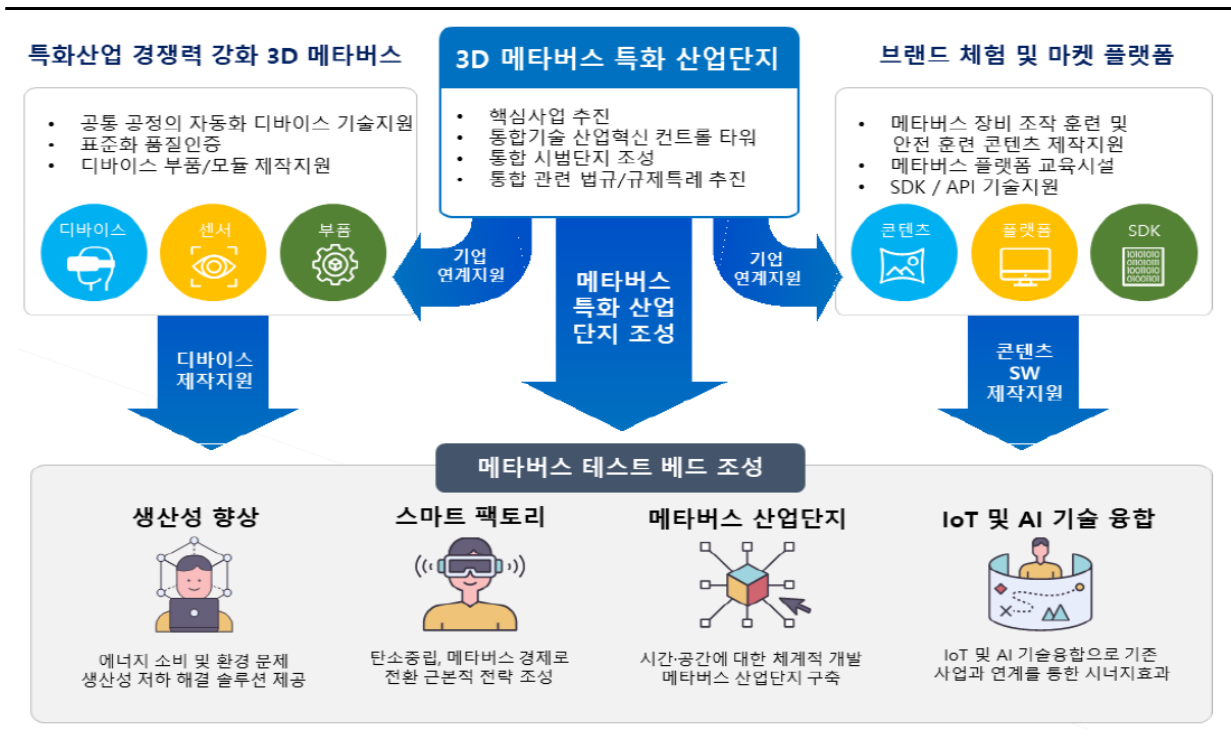 특화산업 경쟁력 강화 3D 메타버스
• 공통 공정의 자동화 디바이스 기술지원
• 표준화 품질인증
• 디바이스 부품/모듈 제작지원
디바이스
센서
부품
3D 메타버스 특화 산업단지
• 핵심사업 추진
• 통합기술 산업혁신 컨트롤 타워
• 통합 시범단지 조성
• 통합 관련 법규/규제특례 추진
브랜드 체험 및 마켓 플랫폼
• 메타버스 장비 조작 훈련 및
안전 훈련 콘텐츠 제작지원
• 메타버스 플랫폼 교육시설
• SDK / API 기술지원
콘텐츠
플랫폼
SDK
10101010
01101011
10011010
01001101
기업
연계지원
메타버스
특화 산업
단지 조성
기업
연계지원
디바이스
제작지원
콘텐츠
SW
제작지원
메타버스 테스트 베드 조성
생산성 향상
에너지 소비 및 환경 문제
생산성 저하 해결 솔루션 제공
스마트 팩토리
탄소중립, 메타버스 경제로
전환 근본적 전략 조성
메타버스 산업단지
시간·공간에 대한 체계적 개발
메타버스 산업단지 구축
IoT 및 AI 기술 융합
IoT 및 AI 기술융합으로 기존
사업과 연계를 통한 시너지효과